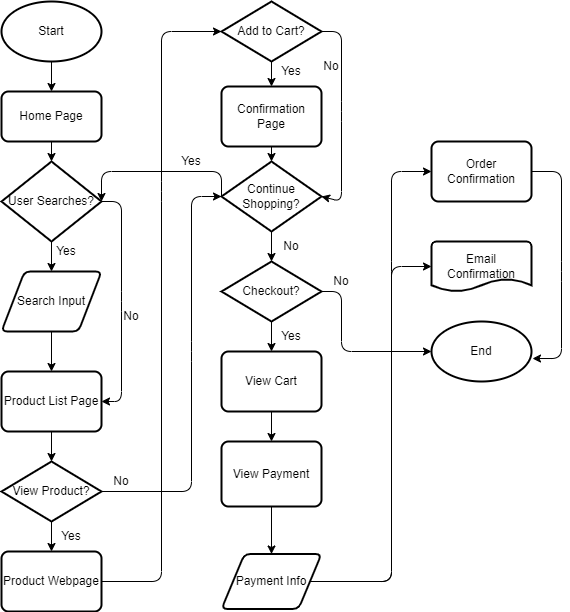 Start
Home Page
User Searches?
Yes
Search Input
No
Product List Page
View Product?
No
Yes
Product Webpage
Add to Cart?
Yes
No
Confirmation
Page
Yes
Continue
Shopping?
No
Checkout?
No
Yes
View Cart
View Payment
Payment Info
Order
Confirmation
Email
Confirmation
End